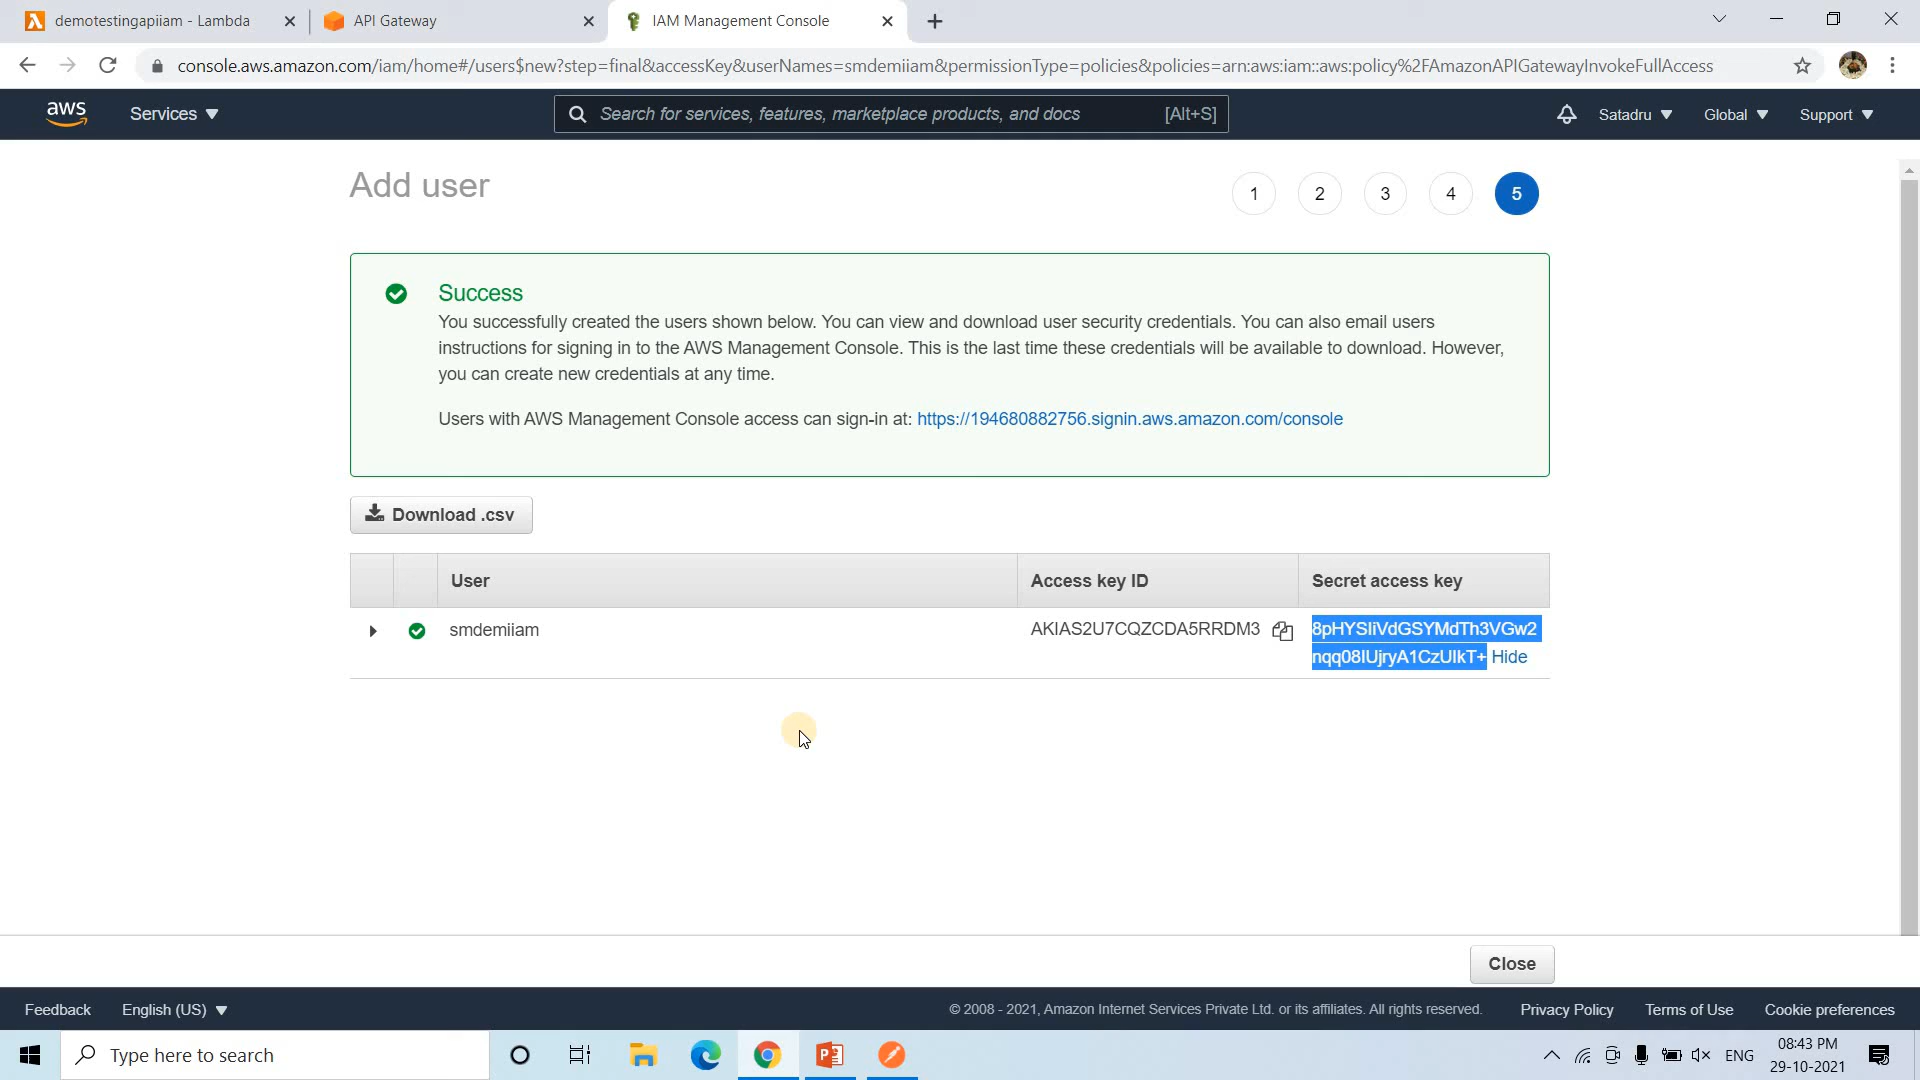 demotestingapiiam - Lambda
API Gateway
IAM Management Console
console.aws.amazon.com/iam/home#/users$new?step=final&accessKey&userNames=smdemiiam&permissionType=policies&policies=arn:aws:iam::aws:policy%2FAmazonAPIGatewayInvokeFullAccess
aws
Services
Search for services, features, marketplace products, and docs
[Alt+S]
Satadru
Global
Support
Add user
1
2
3
4
5
Success
You successfully created the users shown below. You can view and download user security credentials. You can also email users
instructions for signing in to the AWS Management Console. This is the last time these credentials will be available to download. However,
you can create new credentials at any time.
Users with AWS Management Console access can sign-in at: https://194680882756.signin.aws.amazon.com/console
Download .csv
User
Access key ID
Secret access key
smdemiiam
AKIAS2U7CQZCDA5RRDM3
Hide
Close
Feedback
English (US)
© 2008 - 2021, Amazon Internet Services Private Ltd. or its affiliates. All rights reserved.
Privacy Policy
Terms of Use
Cookie preferences
Type here to search
ENG
08:43 PM
29-10-2021